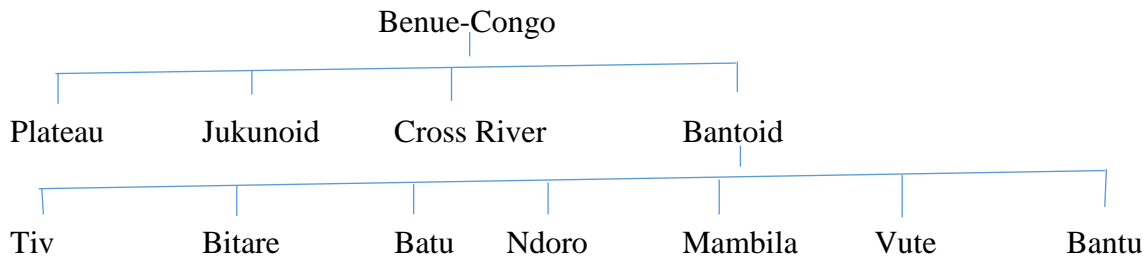 Benue-Congo
Plateau Jukunoid Cross River Bantoid
Tiv Bitare Batu Ndoro Mambila Vute Bantu